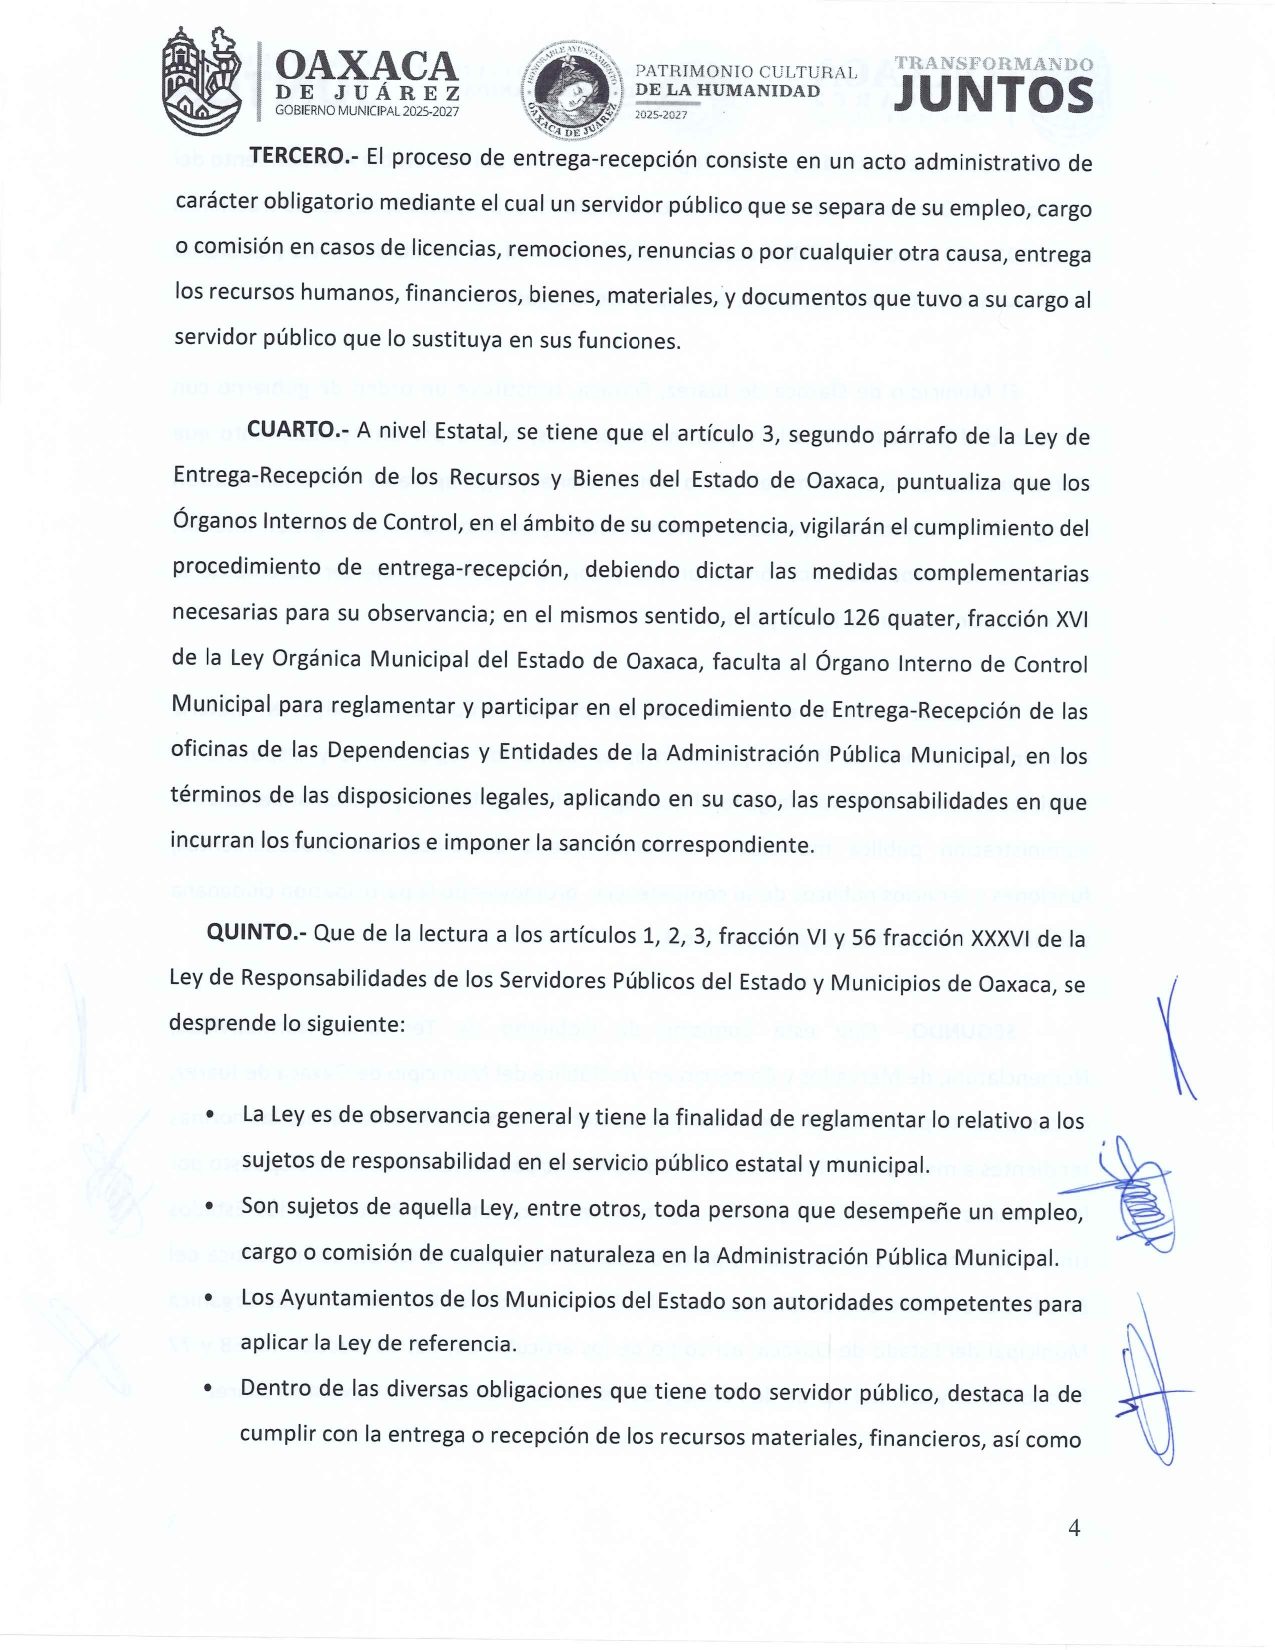 OAXACA
DE JUÁREZ
GOBIERNO MUNICIPAL 2025-2027
HONORABLE AYUNTAMIENTO
OAXACA DE JUÁREZ
PATRIMONIO CULTURAL
DE LA HUMANIDAD
2025-2027
TRANSFORMANDO
JUNTOS
TERCERO.- El proceso de entrega-recepción consiste en un acto administrativo de
carácter obligatorio mediante el cual un servidor público que se separa de su empleo, cargo
o comisión en casos de licencias, remociones, renuncias o por cualquier otra causa, entrega
los recursos humanos, financieros, bienes, materiales, y documentos que tuvo a su cargo al
servidor público que lo sustituya en sus funciones.
CUARTO.- A nivel Estatal, se tiene que el artículo 3, segundo párrafo de la Ley de
Entrega-Recepción de los Recursos y Bienes del Estado de Oaxaca, puntualiza que los
Órganos Internos de Control, en el ámbito de su competencia, vigilarán el cumplimiento del
procedimiento de entrega-recepción, debiendo dictar las medidas complementarias
necesarias para su observancia; en el mismos sentido, el artículo 126 quater, fracción XVI
de la Ley Orgánica Municipal del Estado de Oaxaca, faculta al Órgano Interno de Control
Municipal para reglamentar y participar en el procedimiento de Entrega-Recepción de las
oficinas de las Dependencias y Entidades de la Administración Pública Municipal, en los
términos de las disposiciones legales, aplicando en su caso, las responsabilidades en que
incurran los funcionarios e imponer la sanción correspondiente.
QUINTO.- Que de la lectura a los artículos 1, 2, 3, fracción VI y 56 fracción XXXVI de la
Ley de Responsabilidades de los Servidores Públicos del Estado y Municipios de Oaxaca, se
desprende lo siguiente:
• La Ley es de observancia general y tiene la finalidad de reglamentar lo relativo a los
sujetos de responsabilidad en el servicio público estatal y municipal.
• Son sujetos de aquella Ley, entre otros, toda persona que desempeñe un empleo,
cargo o comisión de cualquier naturaleza en la Administración Pública Municipal.
• Los Ayuntamientos de los Municipios del Estado son autoridades competentes para
aplicar la Ley de referencia.
• Dentro de las diversas obligaciones que tiene todo servidor público, destaca la de
cumplir con la entrega o recepción de los recursos materiales, financieros, así como
4